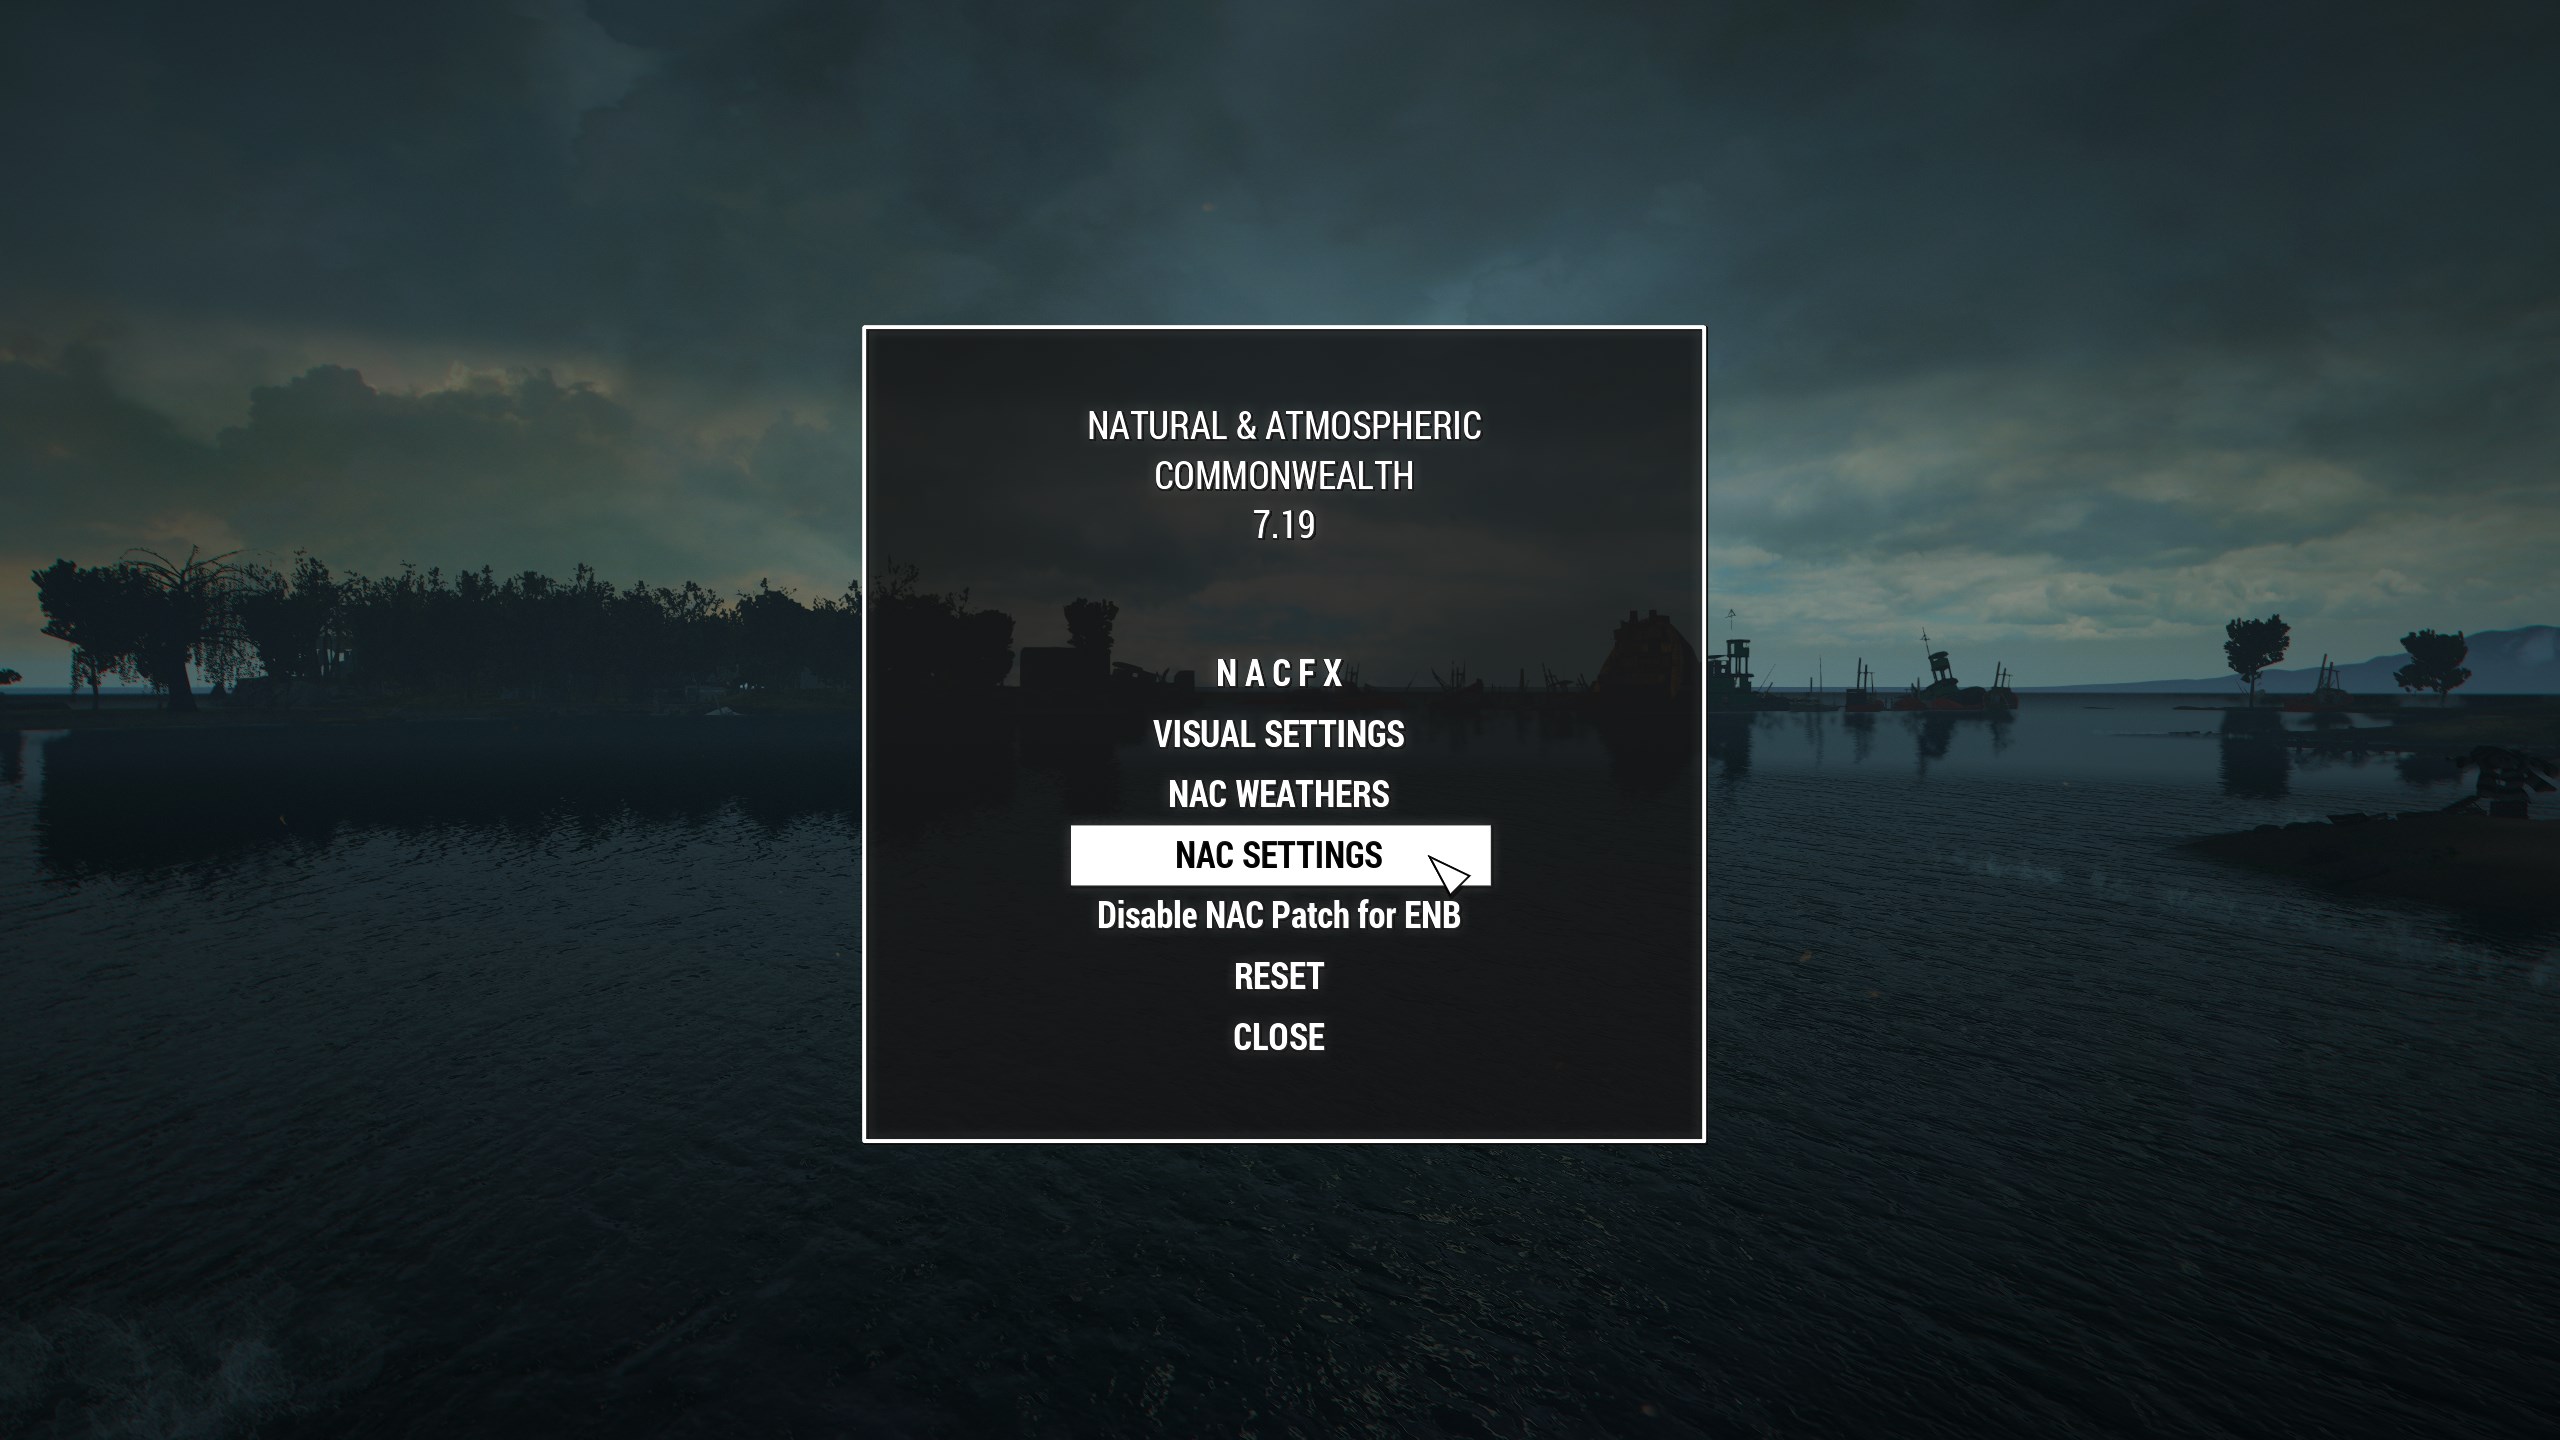 NATURAL & ATMOSPHERIC
COMMONWEALTH
7.19
N A C F X
VISUAL SETTINGS
NAC WEATHERS
NAC SETTINGS
Disable NAC Patch for ENB
RESET
CLOSE